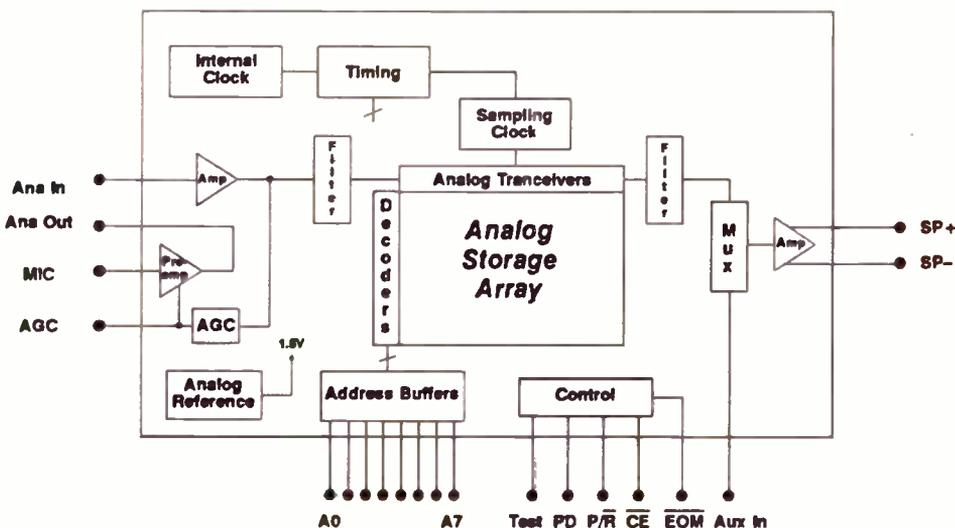 Internal
Clock
Timing
Sampling
Clock
Filter
Filter
Ana In
Amp
Analog Tranceivers
Ana Out
Decoders
Analog
Storage
Array
Mux
Amp
SP+
SP–
MIC
Pre-
amp
AGC
AGC
1.5V
Analog
Reference
Address Buffers
Control
A0
A7
Test
PD
P/R̅
C̅E̅
E̅O̅M̅
Aux In